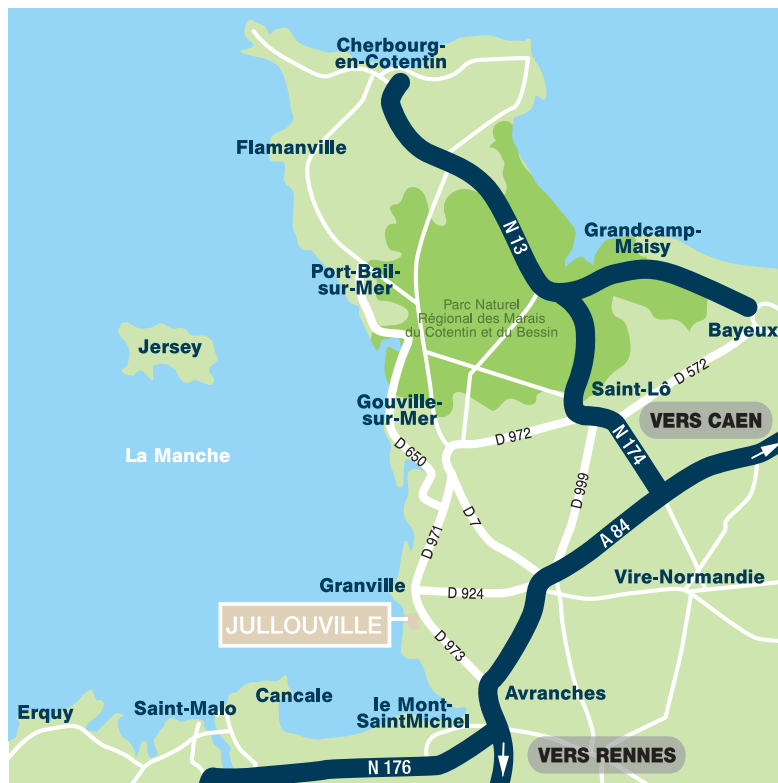 Cherbourg-
en-Cotentin
Flamanville
N 13
Grandcamp-
Maisy
Port-Bail-
sur-Mer
Parc Naturel
Régional des Marais
du Cotentin et du Bessin
Bayeux
Jersey
D 572
Saint-Lô
Gouville-
sur-Mer
VERS CAEN
D 972
La Manche
D 650
N 174
D 999
D 7
D 971
A 84
Granville
D 924
Vire-Normandie
JULLOUVILLE
D 973
Cancale
Avranches
Saint-Malo
Erquy
le Mont-
SaintMichel
VERS RENNES
N 176